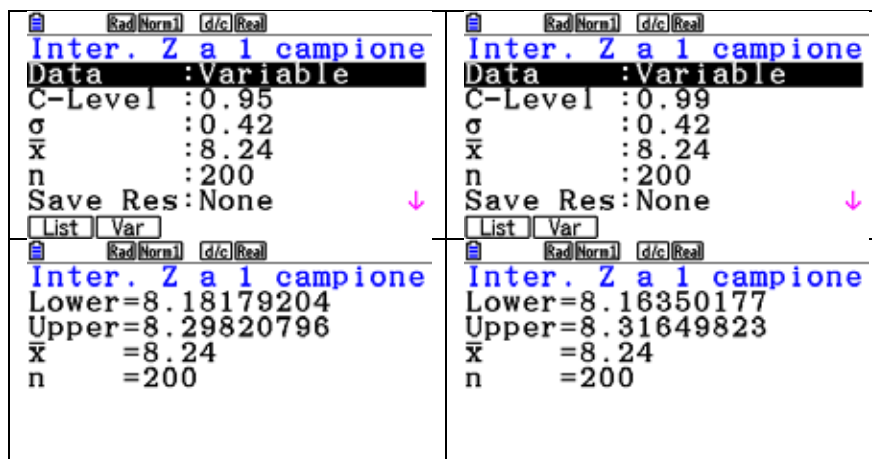 Rad Norm1 d/c Real
Inter. Z a 1 campione
Data :Variable
C-Level :0.95
σ :0.42
x̅ :8.24
n :200
Save Res:None ↓
List Var
Rad Norm1 d/c Real
Inter. Z a 1 campione
Data :Variable
C-Level :0.99
σ :0.42
x̅ :8.24
n :200
Save Res:None ↓
List Var
Rad Norm1 d/c Real
Inter. Z a 1 campione
Lower=8.18179204
Upper=8.29820796
x̅ =8.24
n =200
Rad Norm1 d/c Real
Inter. Z a 1 campione
Lower=8.16350177
Upper=8.31649823
x̅ =8.24
n =200